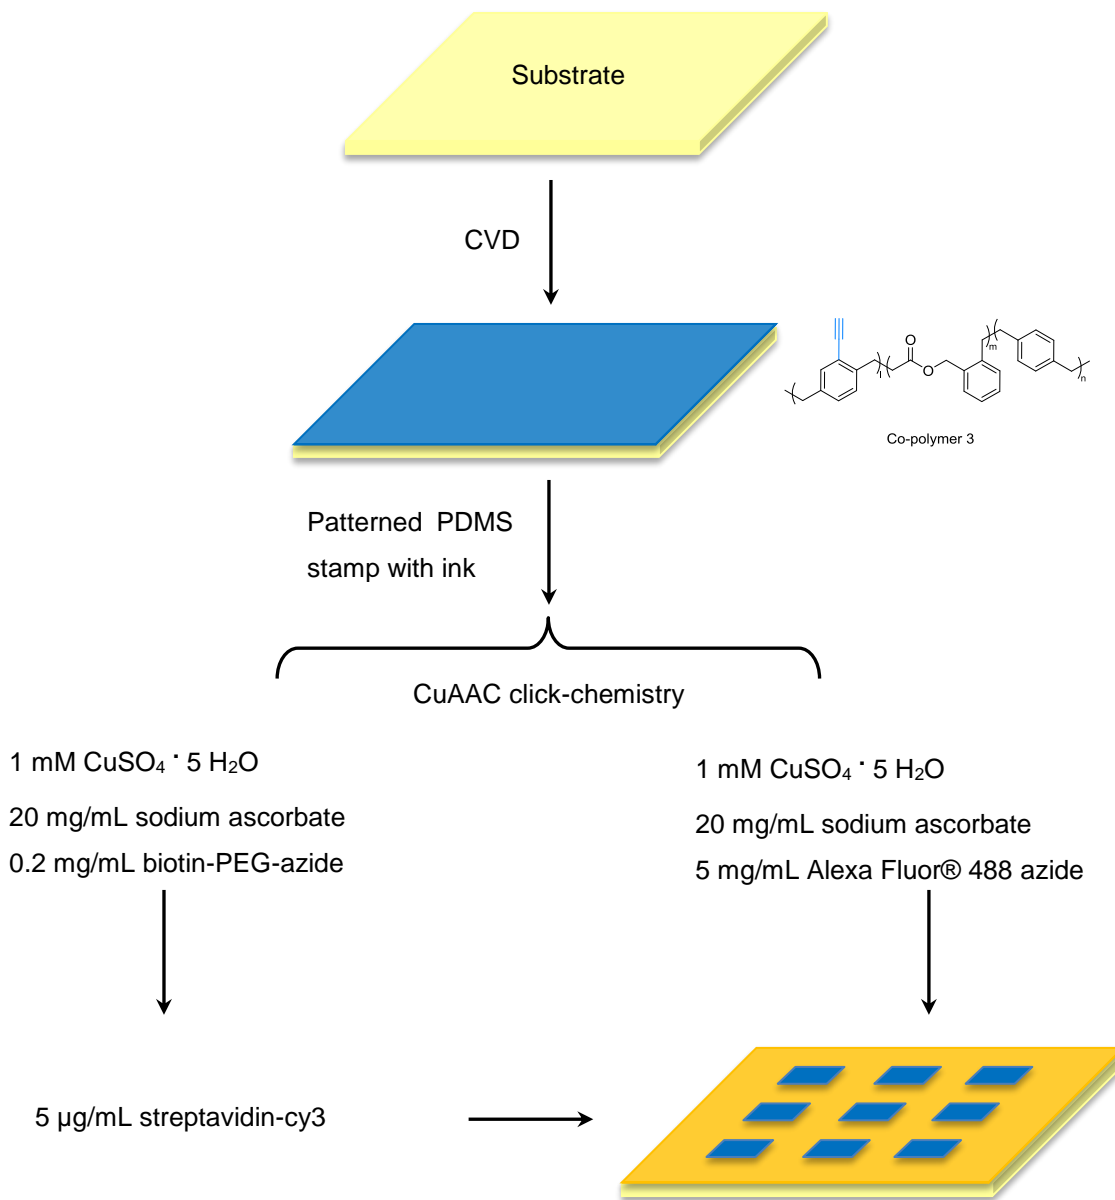 Substrate
CVD
O
O
l
m
n
Co-polymer 3
Patterned PDMS
stamp with ink
CuAAC click-chemistry
1 mM CuSO₄ · 5 H₂O
20 mg/mL sodium ascorbate
0.2 mg/mL biotin-PEG-azide
1 mM CuSO₄ · 5 H₂O
20 mg/mL sodium ascorbate
5 mg/mL Alexa Fluor® 488 azide
5 µg/mL streptavidin-cy3